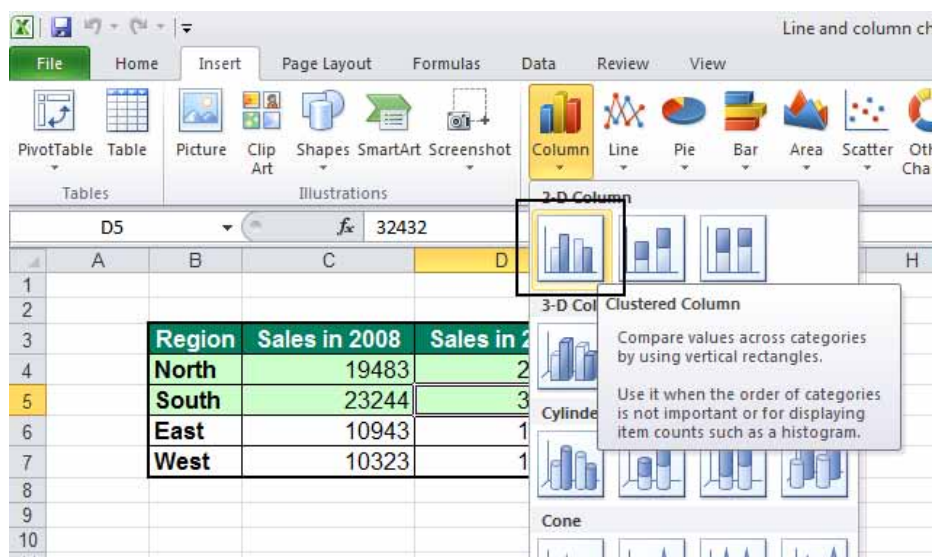 Line and column ch
File Home Insert Page Layout Formulas Data Review View
PivotTable Table Picture Clip Art Shapes SmartArt Screenshot Column Line Pie Bar Area Scatter Oth Cha
Tables Illustrations
2-D Column
D5 fx 32432
A B C D H
1
2
3-D Col
Clustered Column
Compare values across categories
by using vertical rectangles.
Use it when the order of categories
is not important or for displaying
item counts such as a histogram.
3 Region Sales in 2008 Sales in 2
4 North 19483 2
5 South 23244 3
Cylinde
6 East 10943 1
7 West 10323 1
8
9
Cone
10